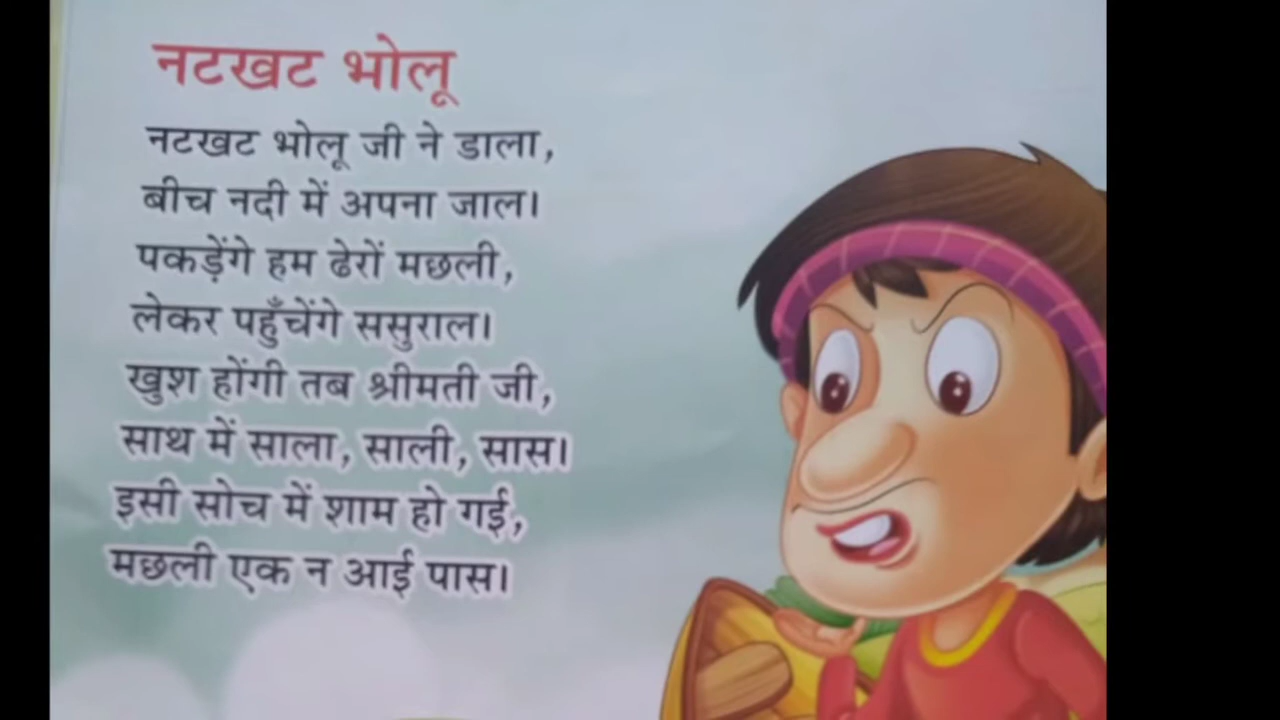 नटखट भोलू
नटखट भोलू जी ने डाला,
बीच नदी में अपना जाल।
पकड़ेंगे हम ढेरों मछली,
लेकर पहुँचेंगे ससुराल।
खुश होंगी तब श्रीमती जी,
साथ में साला, साली, सास।
इसी सोच में शाम हो गई,
मछली एक न आई पास।